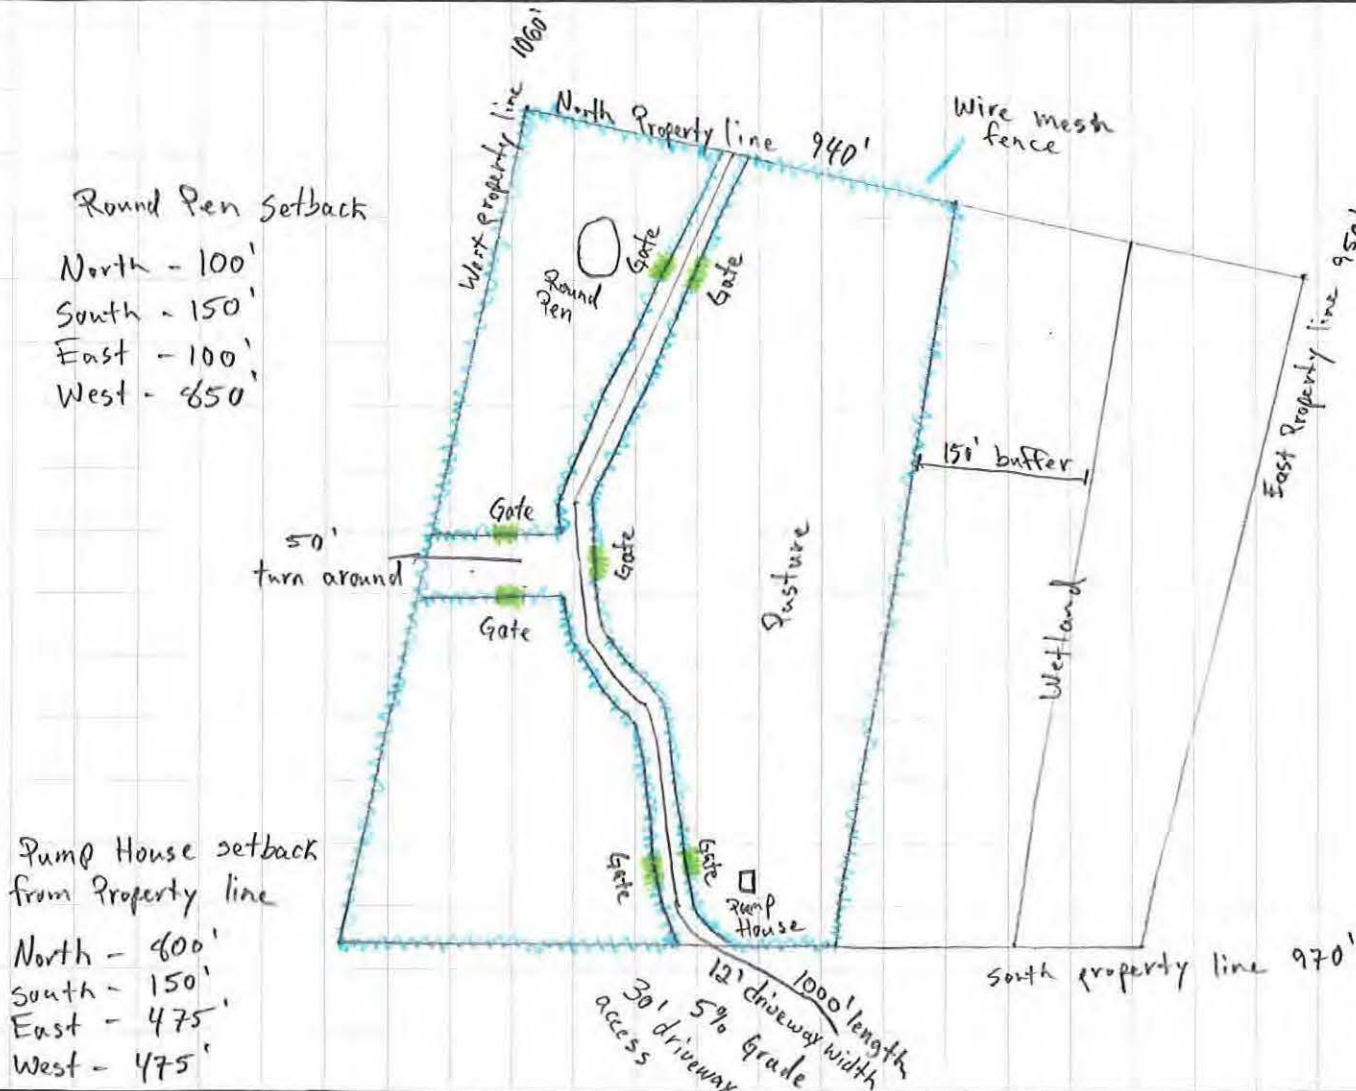 West property line 1060'
North Property line 940'
Wire mesh
fence
Round Pen setback
North - 100'
South - 150'
East - 100'
West - 850'
Round
Pen
Gate
Gate
East Property line 950'
150' buffer
Gate
50'
turn around
Gate
Gate
Pasture
Wetland
Gate
Gate
Pump
House
Pump House setback
from Property line
North - 800'
South - 150'
East - 475'
West - 475'
South property line 970'
1000' length
12' driveway width
5% Grade
30' driveway
access